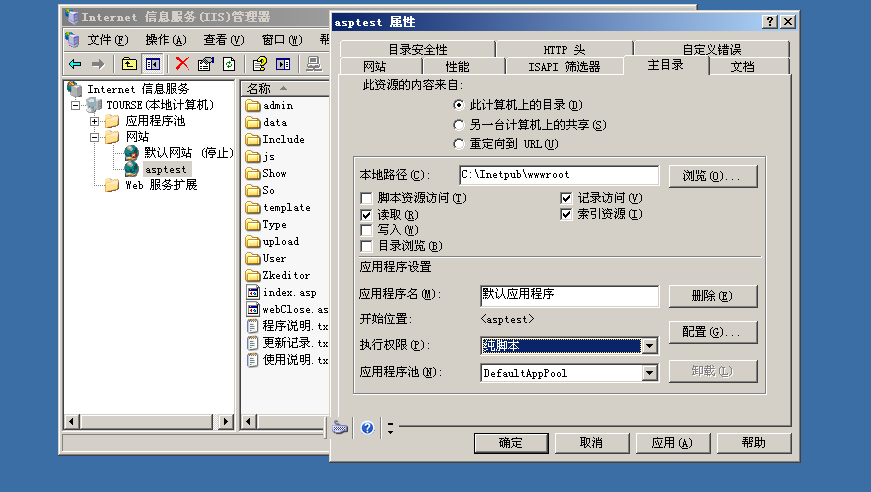 Internet 信息服务(IIS)管理器
文件(F) 操作(A) 查看(V) 窗口(W) 帮
Internet 信息服务
TOURSE(本地计算机)
应用程序池
网站
默认网站 (停止)
asptest
Web 服务扩展
名称
admin
data
Include
js
Show
So
template
Type
upload
User
Zkeditor
index.asp
webClose.as
程序说明.tx
更新记录.tx
使用说明.tx
asptest 属性
目录安全性 HTTP 头 自定义错误
网站 性能 ISAPI 筛选器 主目录 文档
此资源的内容来自:
此计算机上的目录(D)
另一台计算机上的共享(S)
重定向到 URL(U)
本地路径(C): C:\Inetpub\wwwroot 浏览(O)...
脚本资源访问(T) 记录访问(V)
读取(R) 索引资源(I)
写入(W)
目录浏览(B)
应用程序设置
应用程序名(M): 默认应用程序 删除(E)
开始位置: <asptest>
配置(G)...
执行权限(P): 纯脚本
应用程序池(N): DefaultAppPool 卸载(L)
确定 取消 应用(A) 帮助